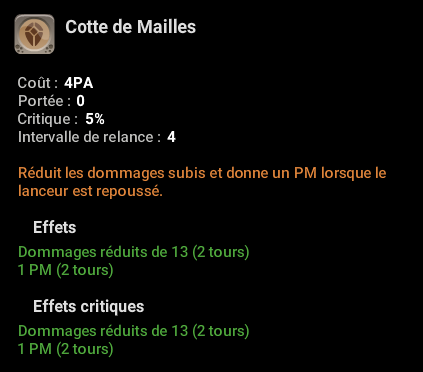 Cotte de Mailles
Coût : 4PA
Portée : 0
Critique : 5%
Intervalle de relance : 4
Réduit les dommages subis et donne un PM lorsque le
lanceur est repoussé.
Effets
Dommages réduits de 13 (2 tours)
1 PM (2 tours)
Effets critiques
Dommages réduits de 13 (2 tours)
1 PM (2 tours)